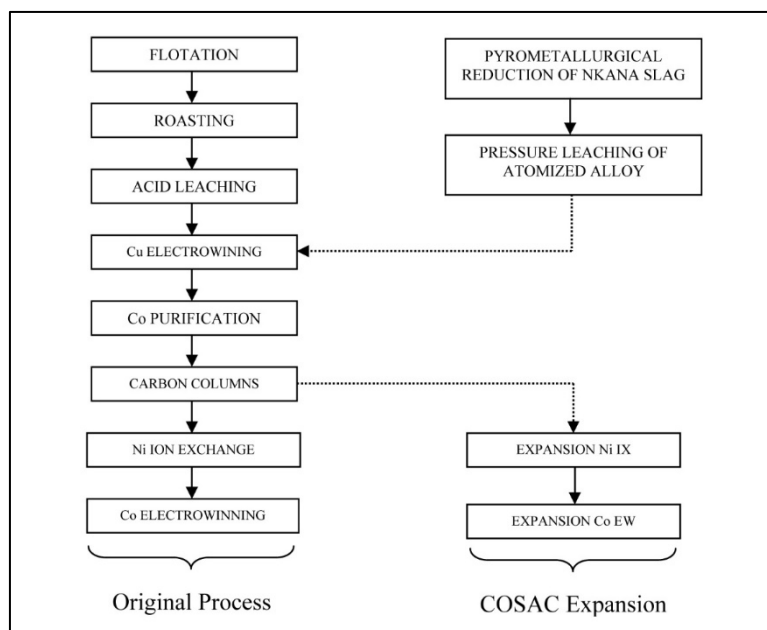 FLOTATION
ROASTING
ACID LEACHING
Cu ELECTROWINING
Co PURIFICATION
CARBON COLUMNS
Ni ION EXCHANGE
Co ELECTROWINNING
Original Process
PYROMETALLURGICAL
REDUCTION OF NKANA SLAG
PRESSURE LEACHING OF
ATOMIZED ALLOY
EXPANSION Ni IX
EXPANSION Co EW
COSAC Expansion